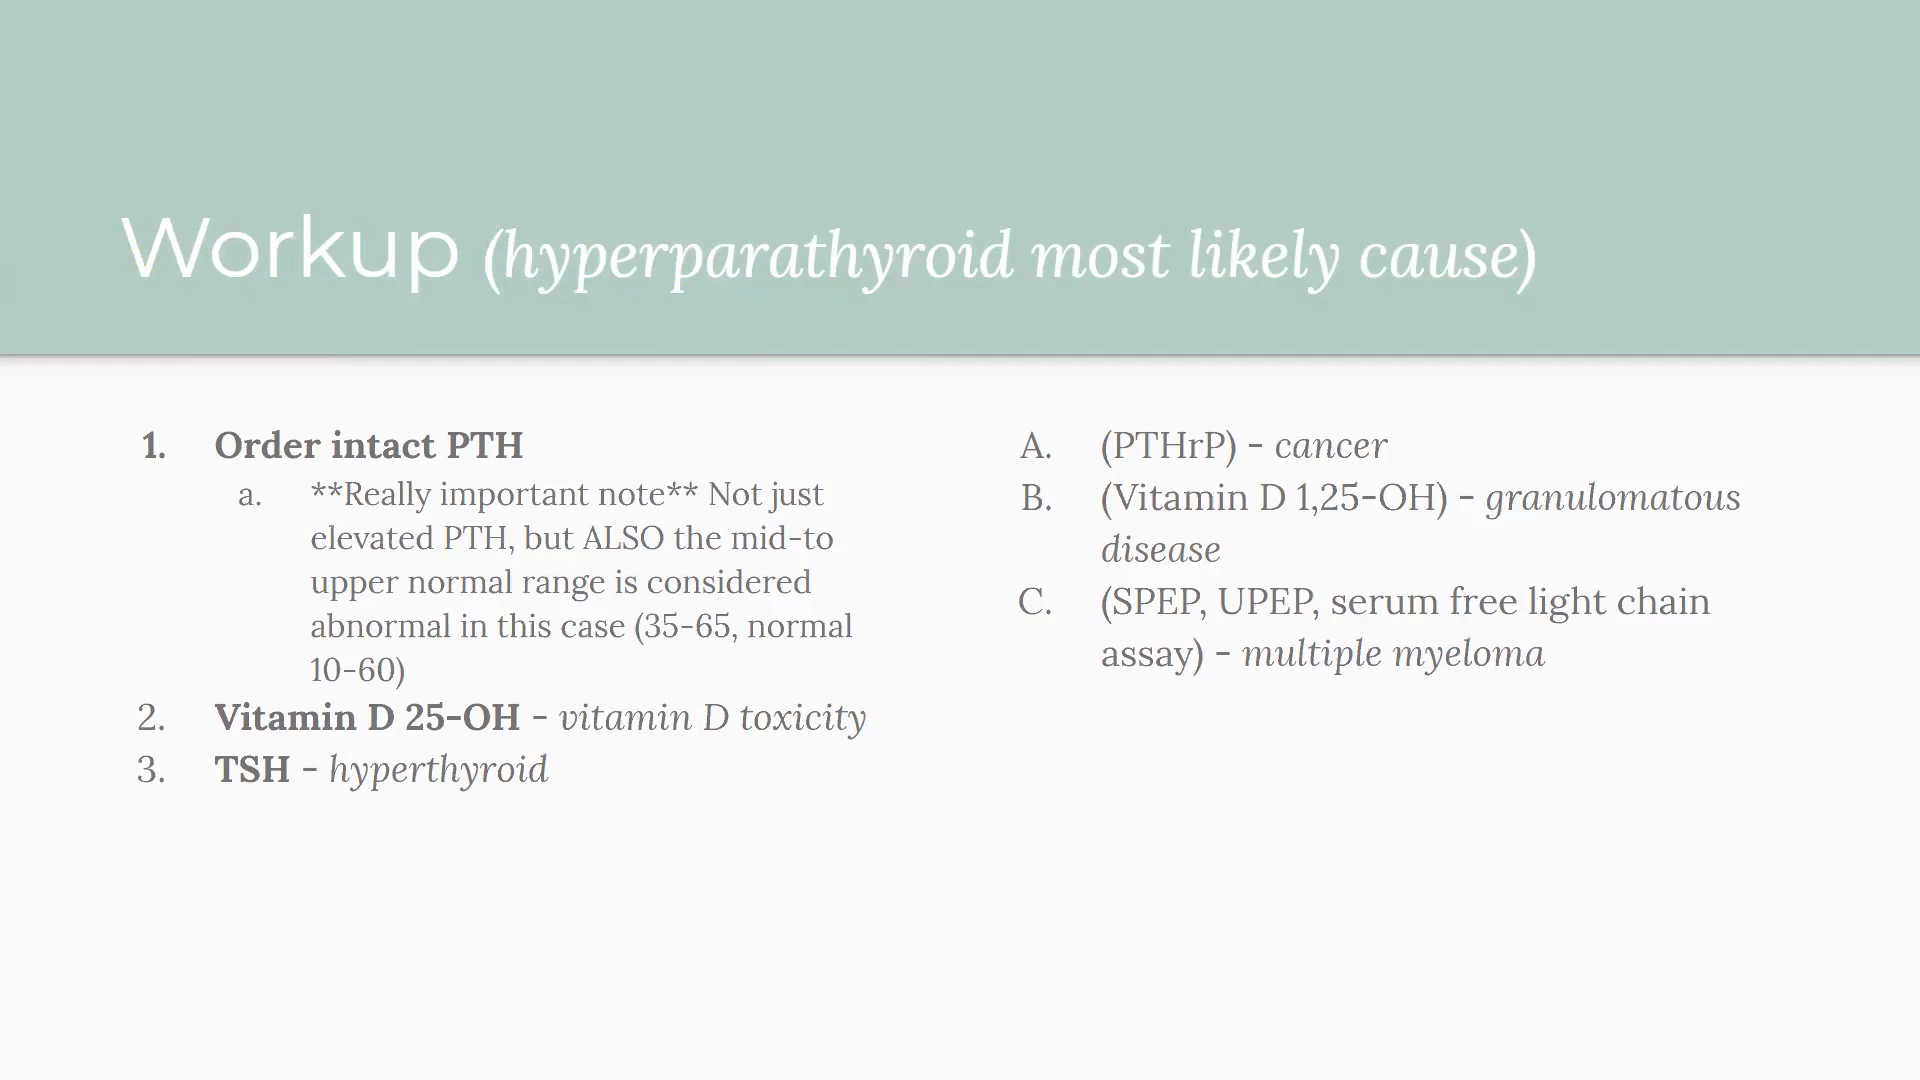 Workup (hyperparathyroid most likely cause)
1. Order intact PTH
a. **Really important note** Not just
elevated PTH, but ALSO the mid-to
upper normal range is considered
abnormal in this case (35-65, normal
10-60)
2. Vitamin D 25-OH - vitamin D toxicity
3. TSH - hyperthyroid
A. (PTHrP) - cancer
B. (Vitamin D 1,25-OH) - granulomatous
disease
C. (SPEP, UPEP, serum free light chain
assay) - multiple myeloma